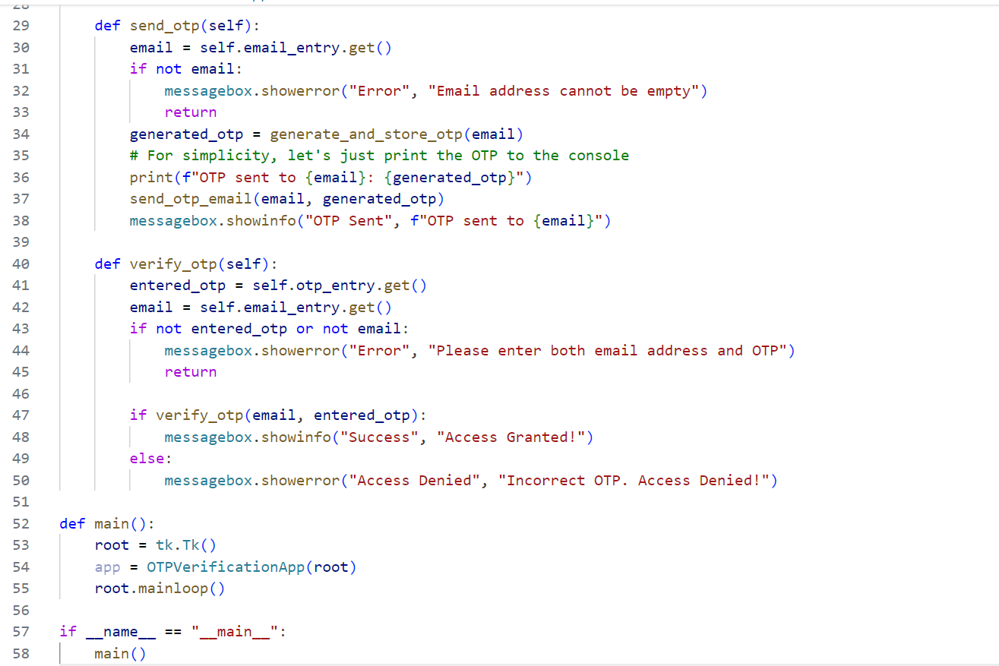 29 def send_otp(self):
30 email = self.email_entry.get()
31 if not email:
32 messagebox.showerror("Error", "Email address cannot be empty")
33 return
34 generated_otp = generate_and_store_otp(email)
35 # For simplicity, let's just print the OTP to the console
36 print(f"OTP sent to {email}: {generated_otp}")
37 send_otp_email(email, generated_otp)
38 messagebox.showinfo("OTP Sent", f"OTP sent to {email}")
39
40 def verify_otp(self):
41 entered_otp = self.otp_entry.get()
42 email = self.email_entry.get()
43 if not entered_otp or not email:
44 messagebox.showerror("Error", "Please enter both email address and OTP")
45 return
46
47 if verify_otp(email, entered_otp):
48 messagebox.showinfo("Success", "Access Granted!")
49 else:
50 messagebox.showerror("Access Denied", "Incorrect OTP. Access Denied!")
51
52 def main():
53 root = tk.Tk()
54 app = OTPVerificationApp(root)
55 root.mainloop()
56
57 if __name__ == "__main__":
58 main()